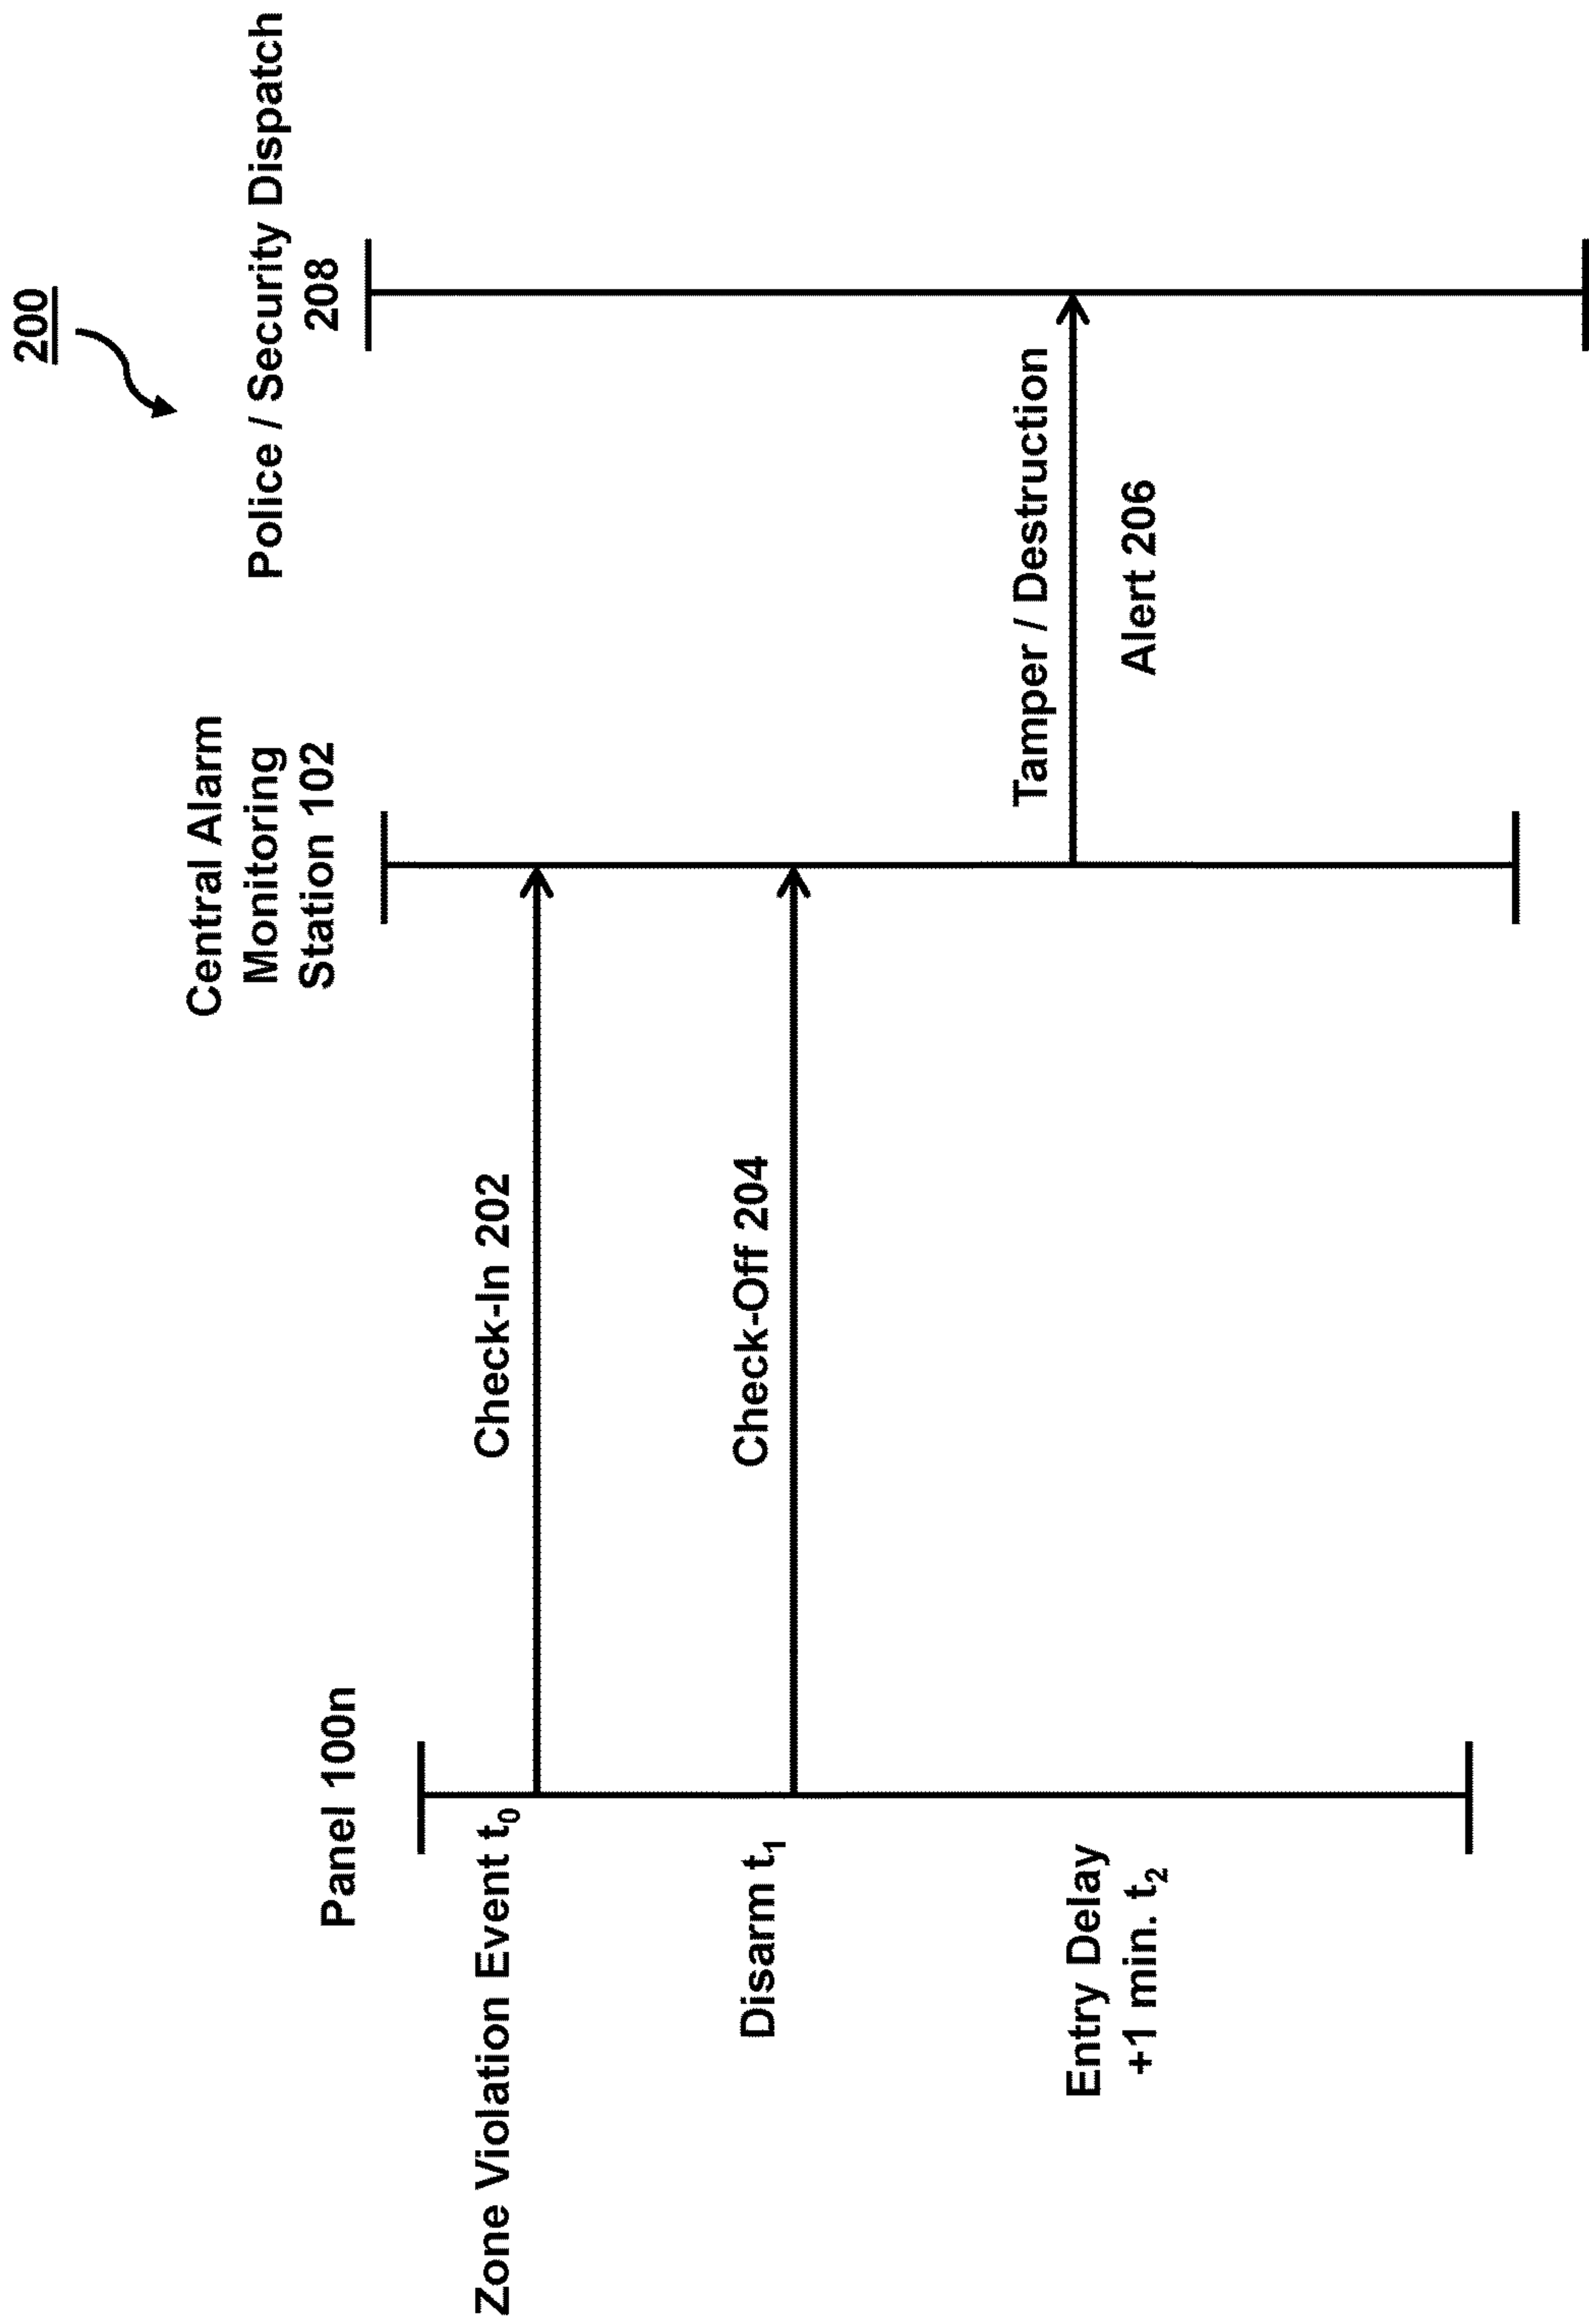 200
Police / Security Dispatch
208
Central Alarm
Monitoring
Station 102
Panel 100n
Zone Violation Event t₀
Check-In 202
Disarm t₁
Check-Off 204
Entry Delay
+1 min. t₂
Tamper / Destruction
Alert 206